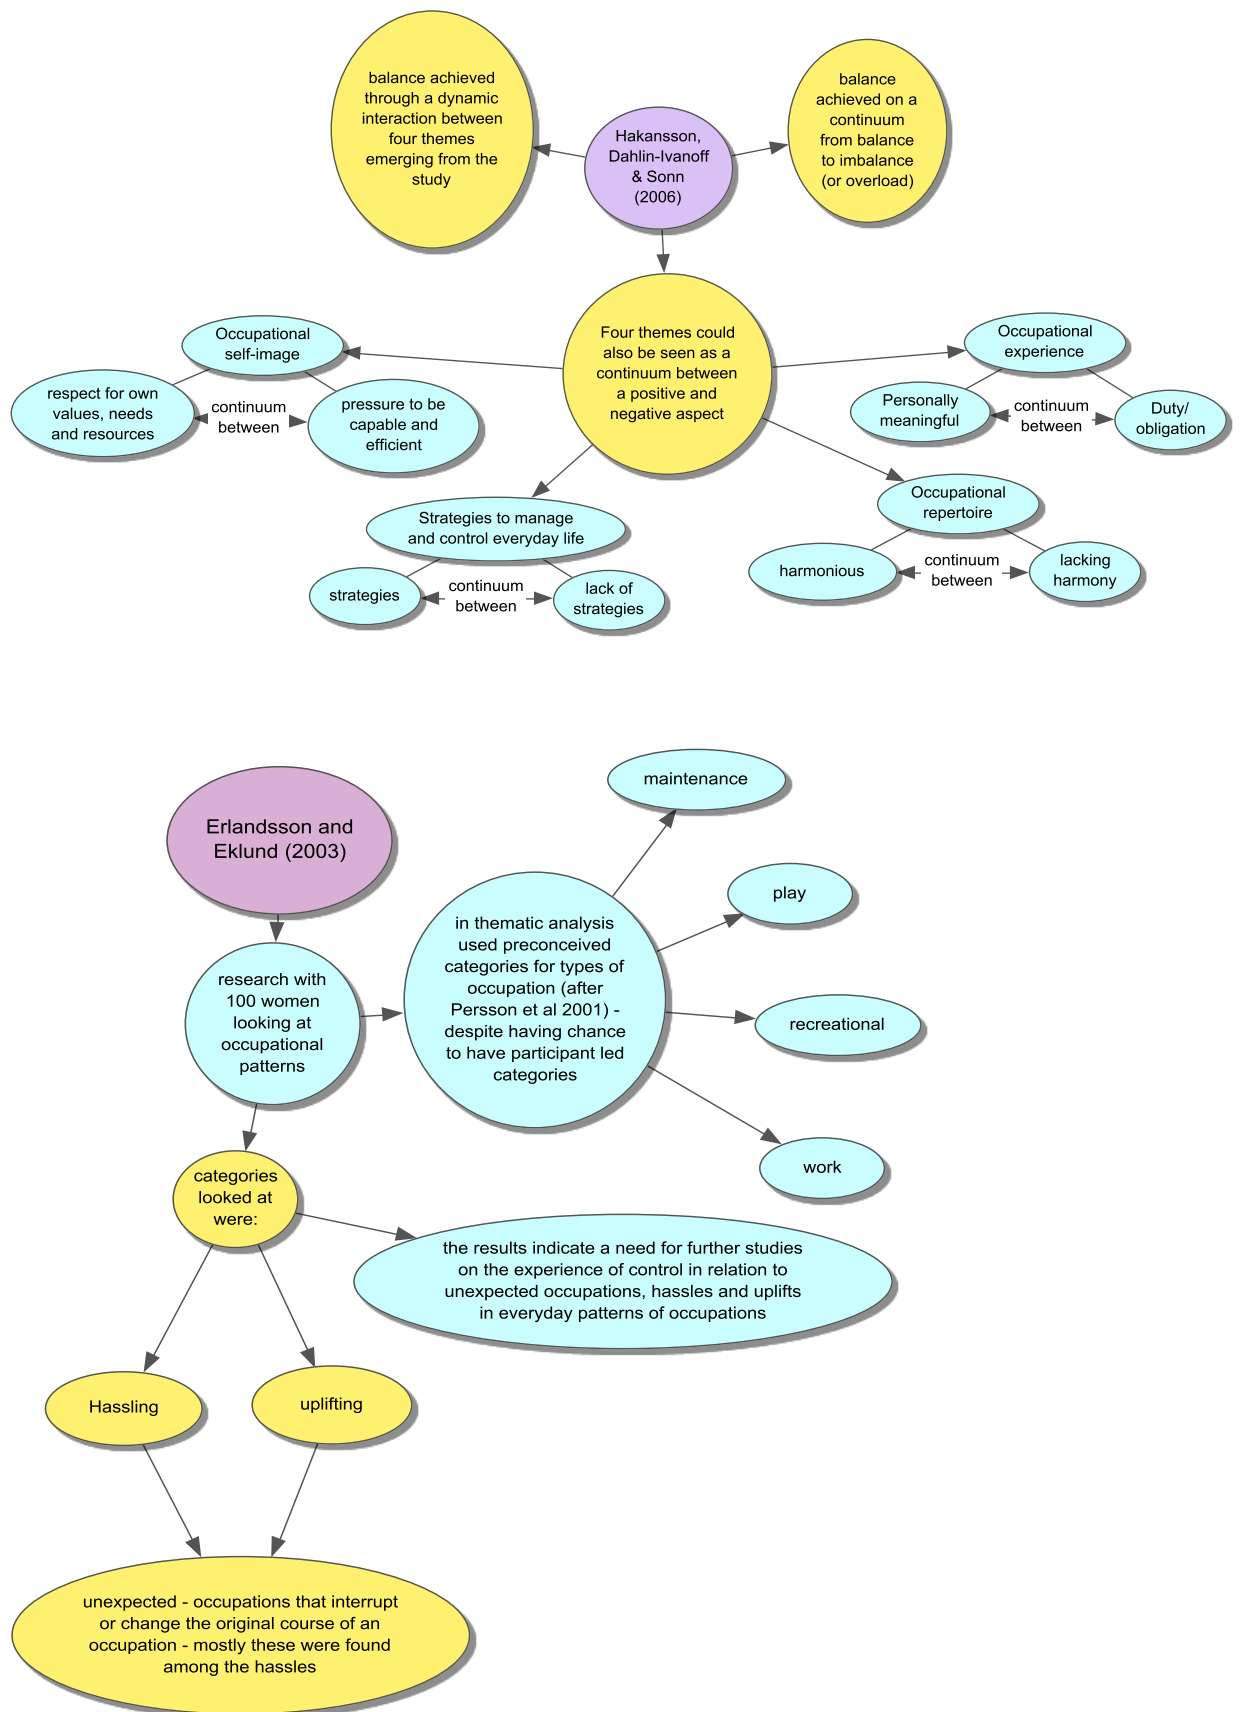 balance achieved
through a dynamic
interaction between
four themes
emerging from the
study
Hakansson,
Dahlin-Ivanoff
& Sonn
(2006)
balance
achieved on a
continuum
from balance
to imbalance
(or overload)
Four themes could
also be seen as a
continuum between
a positive and
negative aspect
Occupational
self-image
respect for own
values, needs
and resources
continuum
between
pressure to be
capable and
efficient
Occupational
experience
Personally
meaningful
continuum
between
Duty/
obligation
Strategies to manage
and control everyday life
strategies
continuum
between
lack of
strategies
Occupational
repertoire
harmonious
continuum
between
lacking
harmony
Erlandsson and
Eklund (2003)
research with
100 women
looking at
occupational
patterns
in thematic analysis
used preconceived
categories for types of
occupation (after
Persson et al 2001) -
despite having chance
to have participant led
categories
maintenance
play
recreational
work
categories
looked at
were:
the results indicate a need for further studies
on the experience of control in relation to
unexpected occupations, hassles and uplifts
in everyday patterns of occupations
Hassling
uplifting
unexpected - occupations that interrupt
or change the original course of an
occupation - mostly these were found
among the hassles